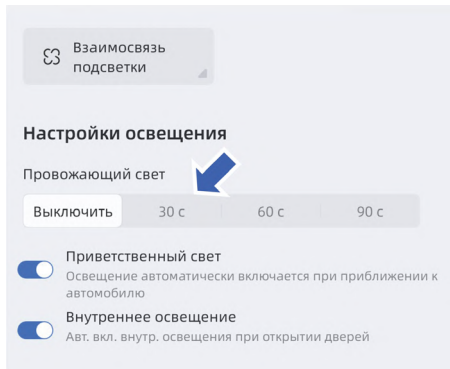 Взаимосвязь
подсветки
Настройки освещения
Провожающий свет
Выключить 30 с 60 с 90 с
Приветственный свет
Освещение автоматически включается при приближении к
автомобилю
Внутреннее освещение
Авт. вкл. внутр. освещения при открытии дверей